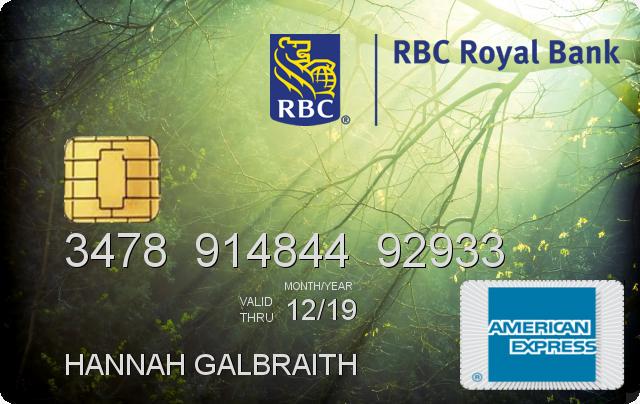 RBC Royal Bank
RBC®
3478 914844 92933
MONTH/YEAR
VALID THRU 12/19
HANNAH GALBRAITH
AMERICAN EXPRESS®